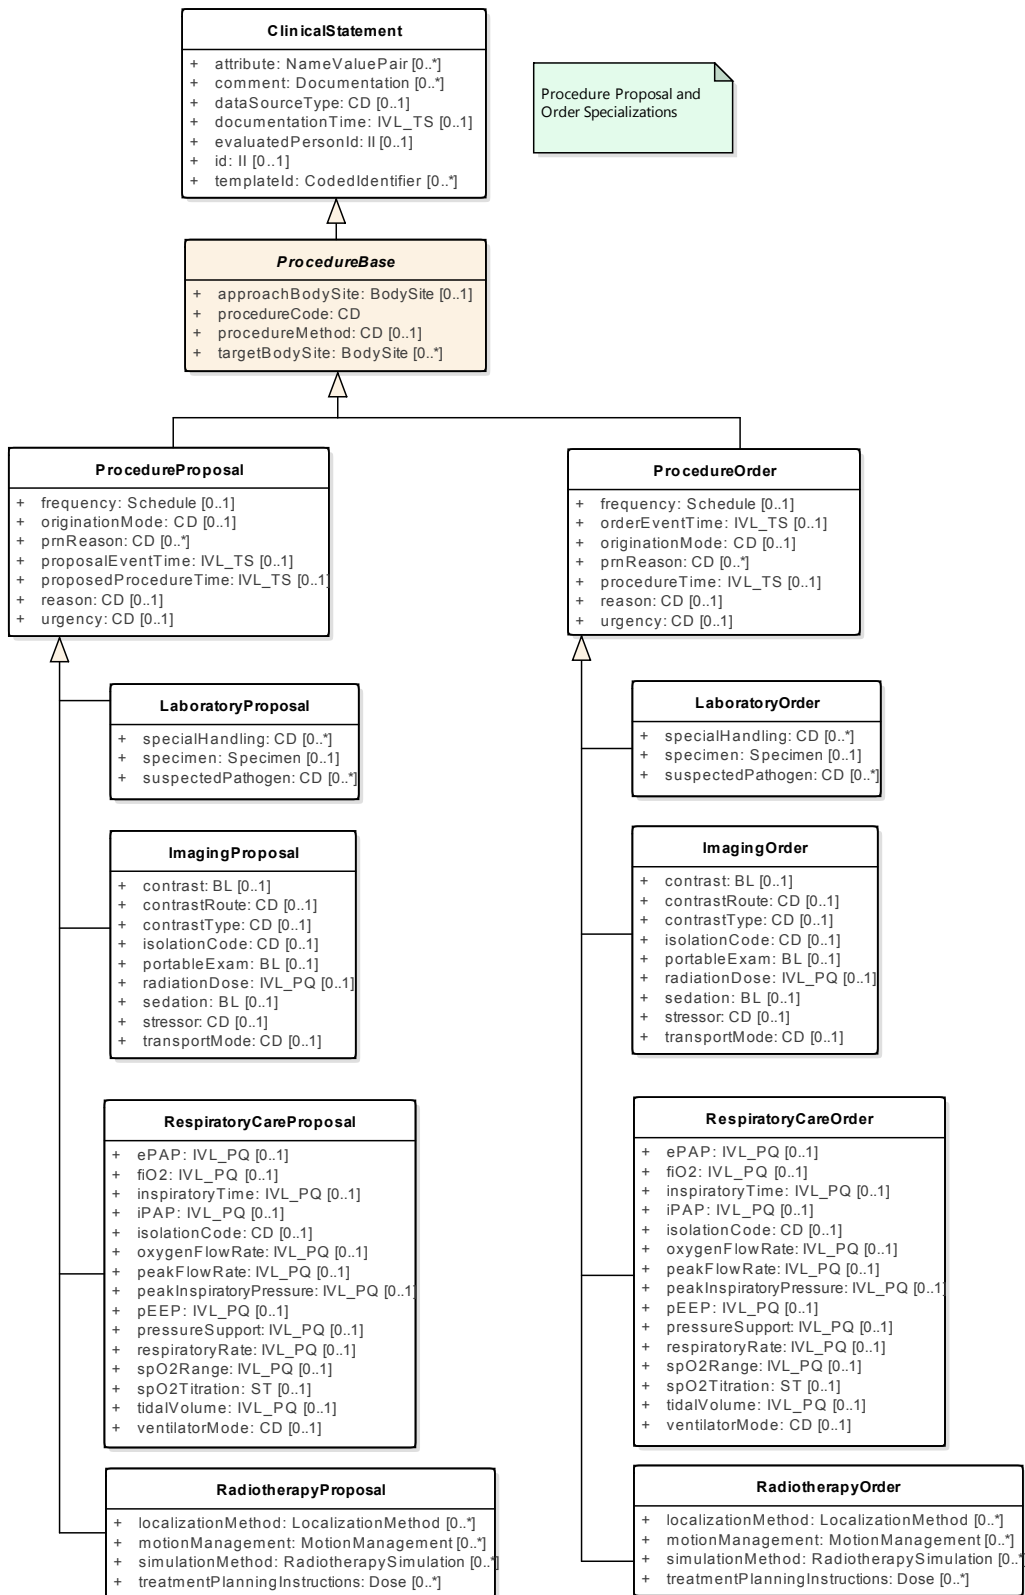 ClinicalStatement
+ attribute: NameValuePair [0..*]
+ comment: Documentation [0..*]
+ dataSourceType: CD [0..1]
+ documentationTime: IVL_TS [0..1]
+ evaluatedPersonId: II [0..1]
+ id: II [0..1]
+ templateId: CodedIdentifier [0..*]
Procedure Proposal and
Order Specializations
ProcedureBase
+ approachBodySite: BodySite [0..1]
+ procedureCode: CD
+ procedureMethod: CD [0..1]
+ targetBodySite: BodySite [0..*]
ProcedureProposal
+ frequency: Schedule [0..1]
+ originationMode: CD [0..1]
+ prnReason: CD [0..*]
+ proposalEventTime: IVL_TS [0..1]
+ proposedProcedureTime: IVL_TS [0..1]
+ reason: CD [0..1]
+ urgency: CD [0..1]
ProcedureOrder
+ frequency: Schedule [0..1]
+ orderEventTime: IVL_TS [0..1]
+ originationMode: CD [0..1]
+ prnReason: CD [0..*]
+ procedureTime: IVL_TS [0..1]
+ reason: CD [0..1]
+ urgency: CD [0..1]
LaboratoryProposal
+ specialHandling: CD [0..*]
+ specimen: Specimen [0..1]
+ suspectedPathogen: CD [0..*]
LaboratoryOrder
+ specialHandling: CD [0..*]
+ specimen: Specimen [0..1]
+ suspectedPathogen: CD [0..*]
ImagingProposal
+ contrast: BL [0..1]
+ contrastRoute: CD [0..1]
+ contrastType: CD [0..1]
+ isolationCode: CD [0..1]
+ portableExam: BL [0..1]
+ radiationDose: IVL_PQ [0..1]
+ sedation: BL [0..1]
+ stressor: CD [0..1]
+ transportMode: CD [0..1]
ImagingOrder
+ contrast: BL [0..1]
+ contrastRoute: CD [0..1]
+ contrastType: CD [0..1]
+ isolationCode: CD [0..1]
+ portableExam: BL [0..1]
+ radiationDose: IVL_PQ [0..1]
+ sedation: BL [0..1]
+ stressor: CD [0..1]
+ transportMode: CD [0..1]
RespiratoryCareProposal
+ ePAP: IVL_PQ [0..1]
+ fiO2: IVL_PQ [0..1]
+ inspiratoryTime: IVL_PQ [0..1]
+ iPAP: IVL_PQ [0..1]
+ isolationCode: CD [0..1]
+ oxygenFlowRate: IVL_PQ [0..1]
+ peakFlowRate: IVL_PQ [0..1]
+ peakInspiratoryPressure: IVL_PQ [0..1]
+ pEEP: IVL_PQ [0..1]
+ pressureSupport: IVL_PQ [0..1]
+ respiratoryRate: IVL_PQ [0..1]
+ spO2Range: IVL_PQ [0..1]
+ spO2Titration: ST [0..1]
+ tidalVolume: IVL_PQ [0..1]
+ ventilatorMode: CD [0..1]
RespiratoryCareOrder
+ ePAP: IVL_PQ [0..1]
+ fiO2: IVL_PQ [0..1]
+ inspiratoryTime: IVL_PQ [0..1]
+ iPAP: IVL_PQ [0..1]
+ isolationCode: CD [0..1]
+ oxygenFlowRate: IVL_PQ [0..1]
+ peakFlowRate: IVL_PQ [0..1]
+ peakInspiratoryPressure: IVL_PQ [0..1]
+ pEEP: IVL_PQ [0..1]
+ pressureSupport: IVL_PQ [0..1]
+ respiratoryRate: IVL_PQ [0..1]
+ spO2Range: IVL_PQ [0..1]
+ spO2Titration: ST [0..1]
+ tidalVolume: IVL_PQ [0..1]
+ ventilatorMode: CD [0..1]
RadiotherapyProposal
+ localizationMethod: LocalizationMethod [0..*]
+ motionManagement: MotionManagement [0..*]
+ simulationMethod: RadiotherapySimulation [0..*]
+ treatmentPlanningInstructions: Dose [0..*]
RadiotherapyOrder
+ localizationMethod: LocalizationMethod [0..*]
+ motionManagement: MotionManagement [0..*]
+ simulationMethod: RadiotherapySimulation [0..*
+ treatmentPlanningInstructions: Dose [0..*]